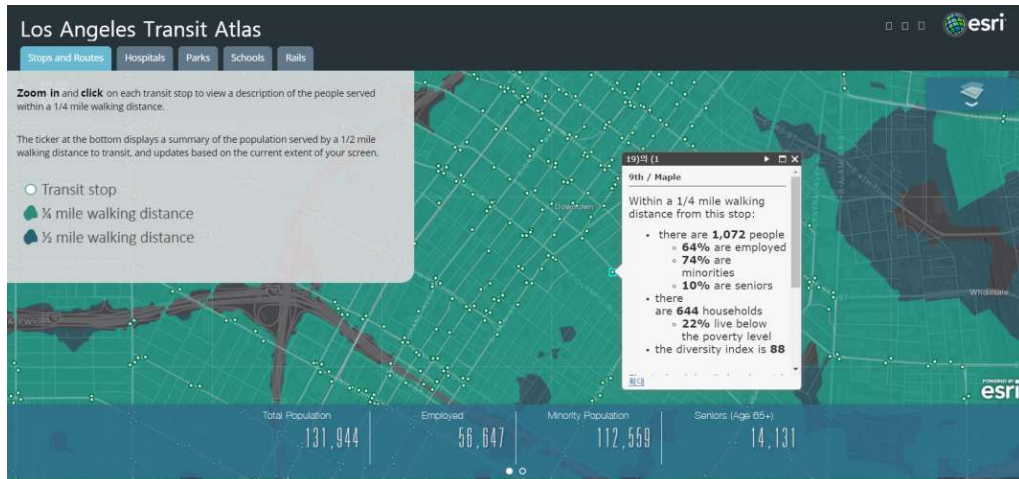 Los Angeles Transit Atlas
esri
Stops and Routes
Hospitals
Parks
Schools
Rails
Zoom in and click on each transit stop to view a description of the people served
within a 1/4 mile walking distance.
The ticker at the bottom displays a summary of the population served by a 1/2 mile
walking distance to transit, and updates based on the current extent of your screen.
Transit stop
¼ mile walking distance
½ mile walking distance
Downtown
19)의 (1
9th / Maple
Within a 1/4 mile walking
distance from this stop:
• there are 1,072 people
64% are employed
74% are
minorities
10% are seniors
• there
are 644 households
22% live below
the poverty level
• the diversity index is 88
확대
Wholesale
POWERED BY
esri
Total Population
131,944
Employed
56,647
Minority Population
112,559
Seniors (Age 65+)
14,131